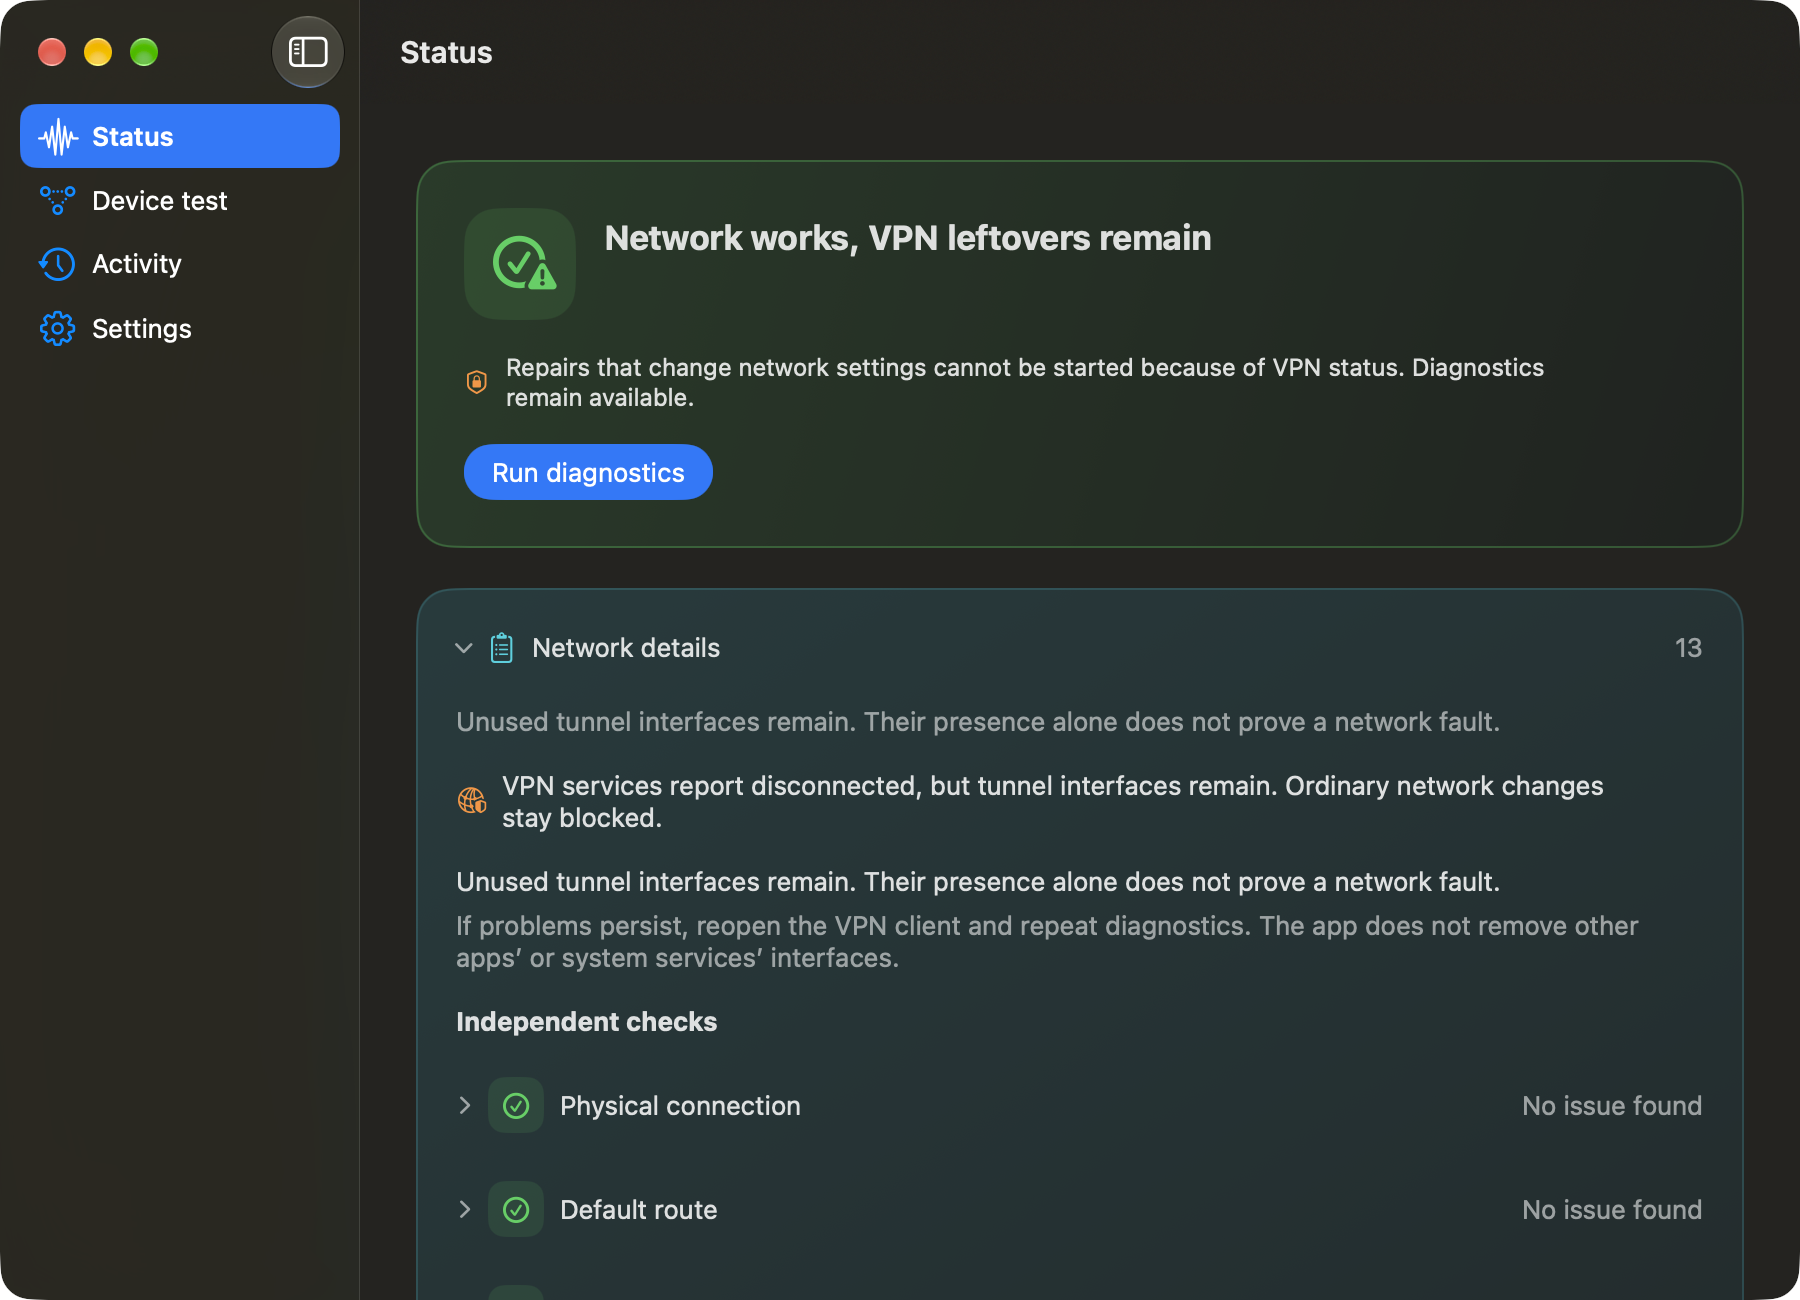 Status
Status
Device test
Activity
Settings
Network works, VPN leftovers remain
Repairs that change network settings cannot be started because of VPN status. Diagnostics
remain available.
Run diagnostics
Network details
13
Unused tunnel interfaces remain. Their presence alone does not prove a network fault.
VPN services report disconnected, but tunnel interfaces remain. Ordinary network changes
stay blocked.
Unused tunnel interfaces remain. Their presence alone does not prove a network fault.
If problems persist, reopen the VPN client and repeat diagnostics. The app does not remove other
apps’ or system services’ interfaces.
Independent checks
Physical connection
No issue found
Default route
No issue found